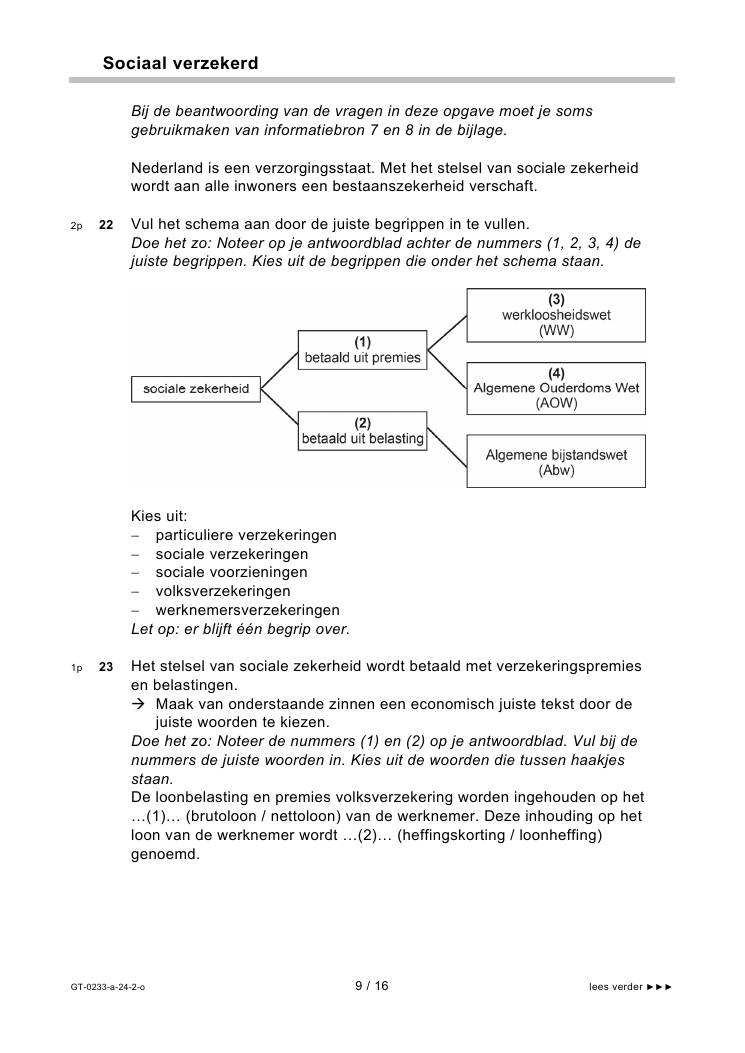 Sociaal verzekerd
Bij de beantwoording van de vragen in deze opgave moet je soms
gebruikmaken van informatiebron 7 en 8 in de bijlage.
Nederland is een verzorgingsstaat. Met het stelsel van sociale zekerheid
wordt aan alle inwoners een bestaanszekerheid verschaft.
2p 22 Vul het schema aan door de juiste begrippen in te vullen.
Doe het zo: Noteer op je antwoordblad achter de nummers (1, 2, 3, 4) de
juiste begrippen. Kies uit de begrippen die onder het schema staan.
sociale zekerheid
(1)
betaald uit premies
(2)
betaald uit belasting
(3)
werkloosheidswet
(WW)
(4)
Algemene Ouderdoms Wet
(AOW)
Algemene bijstandswet
(Abw)
Kies uit:
– particuliere verzekeringen
– sociale verzekeringen
– sociale voorzieningen
– volksverzekeringen
– werknemersverzekeringen
Let op: er blijft één begrip over.
1p 23 Het stelsel van sociale zekerheid wordt betaald met verzekeringspremies
en belastingen.
→ Maak van onderstaande zinnen een economisch juiste tekst door de
juiste woorden te kiezen.
Doe het zo: Noteer de nummers (1) en (2) op je antwoordblad. Vul bij de
nummers de juiste woorden in. Kies uit de woorden die tussen haakjes
staan.
De loonbelasting en premies volksverzekering worden ingehouden op het
…(1)… (brutoloon / nettoloon) van de werknemer. Deze inhouding op het
loon van de werknemer wordt …(2)… (heffingskorting / loonheffing)
genoemd.
GT-0233-a-24-2-o 9 / 16 lees verder ►►►